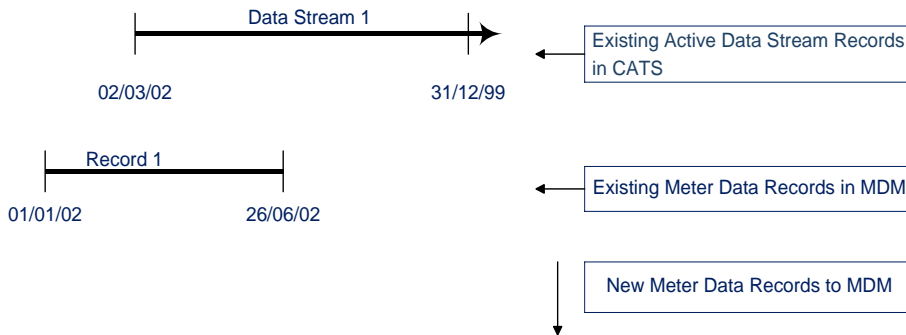 Data Stream 1
Existing Active Data Stream Records
in CATS
02/03/02
31/12/99
Record 1
Existing Meter Data Records in MDM
01/01/02
26/06/02
New Meter Data Records to MDM